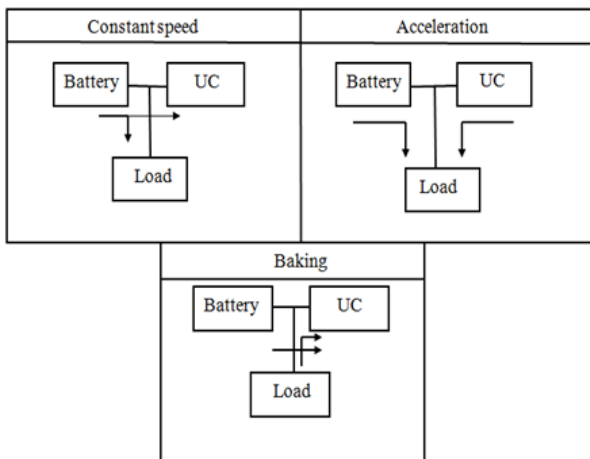 Constant speed
Acceleration
Battery
UC
Battery
UC
Load
Load
Baking
Battery
UC
Load